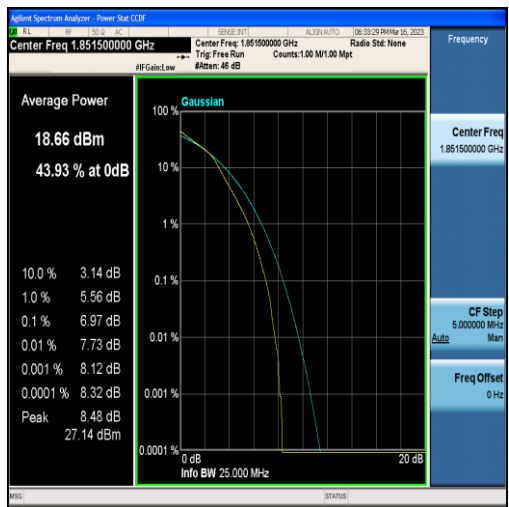 Agilent Spectrum Analyzer - Power Stat CCDF
RL RF 50 Ω AC SENSE:INT ALIGN AUTO 06:33:29 PM Mar 16, 2023
Center Freq 1.851500000 GHz
Center Freq: 1.851500000 GHz Radio Std: None
Trig: Free Run Counts:1.00 M/1.00 Mpt
#IFGain:Low #Atten: 46 dB
Frequency
Average Power
18.66 dBm
43.93 % at 0dB
10.0 % 3.14 dB
1.0 % 5.56 dB
0.1 % 6.97 dB
0.01 % 7.73 dB
0.001 % 8.12 dB
0.0001 % 8.32 dB
Peak 8.48 dB
27.14 dBm
Gaussian
100 %
10 %
1 %
0.1 %
0.01 %
0.001 %
0.0001 %
0 dB 20 dB
Info BW 25.000 MHz
Center Freq
1.851500000 GHz
CF Step
5.000000 MHz
Auto Man
Freq Offset
0 Hz
MSG STATUS